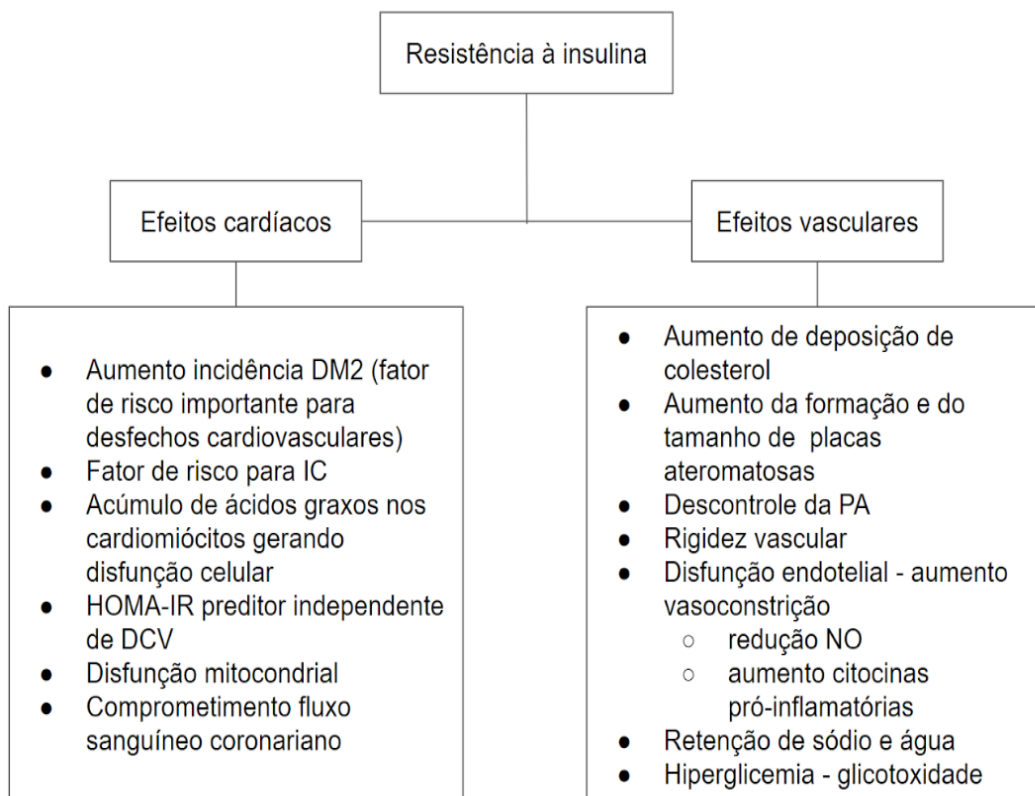 Resistência à insulina
Efeitos cardíacos
Efeitos vasculares
● Aumento incidência DM2 (fator
de risco importante para
desfechos cardiovasculares)
● Fator de risco para IC
● Acúmulo de ácidos graxos nos
cardiomiócitos gerando
disfunção celular
● HOMA-IR preditor independente
de DCV
● Disfunção mitocondrial
● Comprometimento fluxo
sanguíneo coronariano
● Aumento de deposição de
colesterol
● Aumento da formação e do
tamanho de placas
ateromatosas
● Descontrole da PA
● Rigidez vascular
● Disfunção endotelial - aumento
vasoconstrição
○ redução NO
○ aumento citocinas
pró-inflamatórias
● Retenção de sódio e água
● Hiperglicemia - glicotoxidade